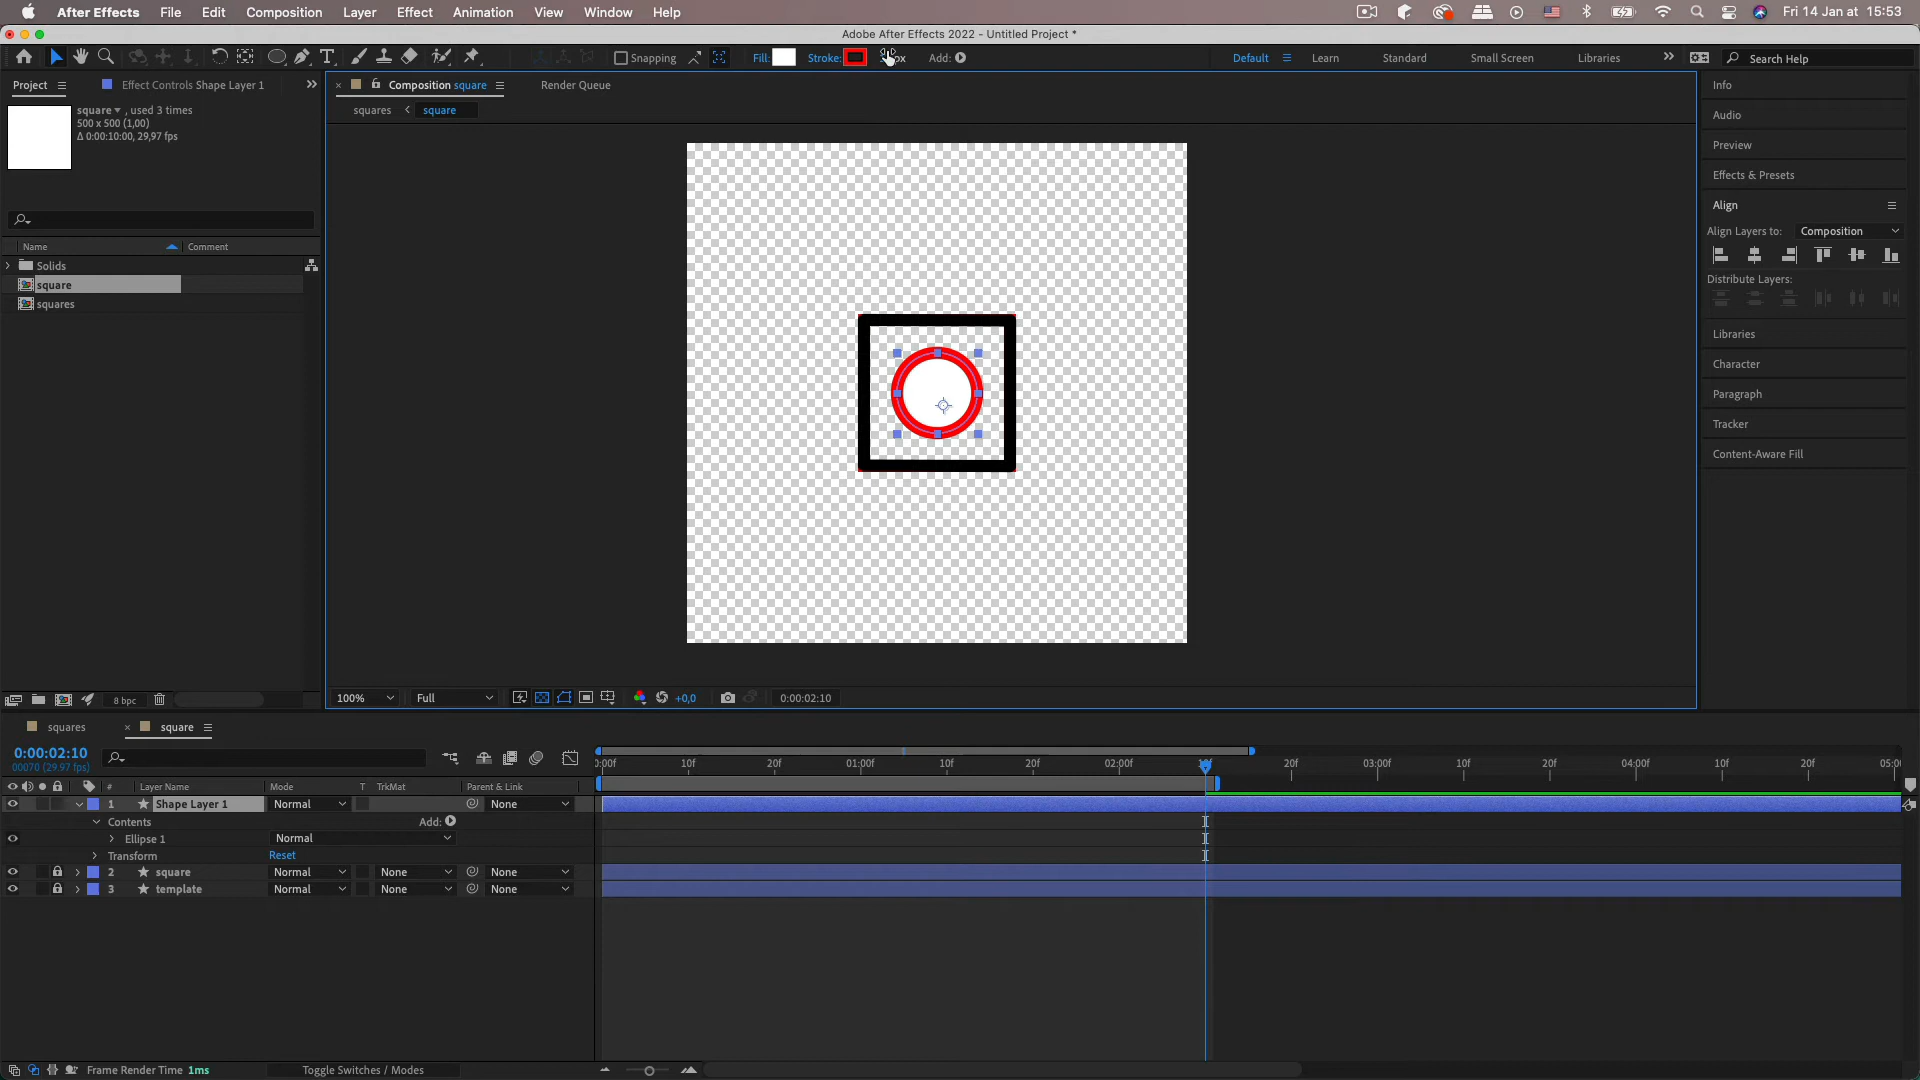 After Effects File Edit Composition Layer Effect Animation View Window Help Fri 14 Jan at 15:53
Adobe After Effects 2022 - Untitled Project *
Snapping Fill: Stroke: Add: Default Learn Standard Small Screen Libraries Search Help
Project Effect Controls Shape Layer 1 Composition square Render Queue Info
square , used 3 times squares square
500 x 500 (1,00)
Δ 0:00:10:00, 29,97 fps
Audio
Preview
Effects & Presets
Align
Align Layers to: Composition
Name Comment
Solids
Distribute Layers:
square
squares
Libraries
Character
Paragraph
Tracker
Content-Aware Fill
8 bpc 100% Full +0,0 0:00:02:10
squares square
0:00:02:10
00070 (29.97 fps)
:00f 10f 20f 01:00f 10f 20f 02:00f 20f 03:00f 10f 20f 04:00f 10f 20f 05:0
# Layer Name Mode T TrkMat Parent & Link
1 Shape Layer 1 Normal None
Contents Add:
Ellipse 1 Normal
Transform Reset
2 square Normal None None
3 template Normal None None
Frame Render Time 1ms Toggle Switches / Modes